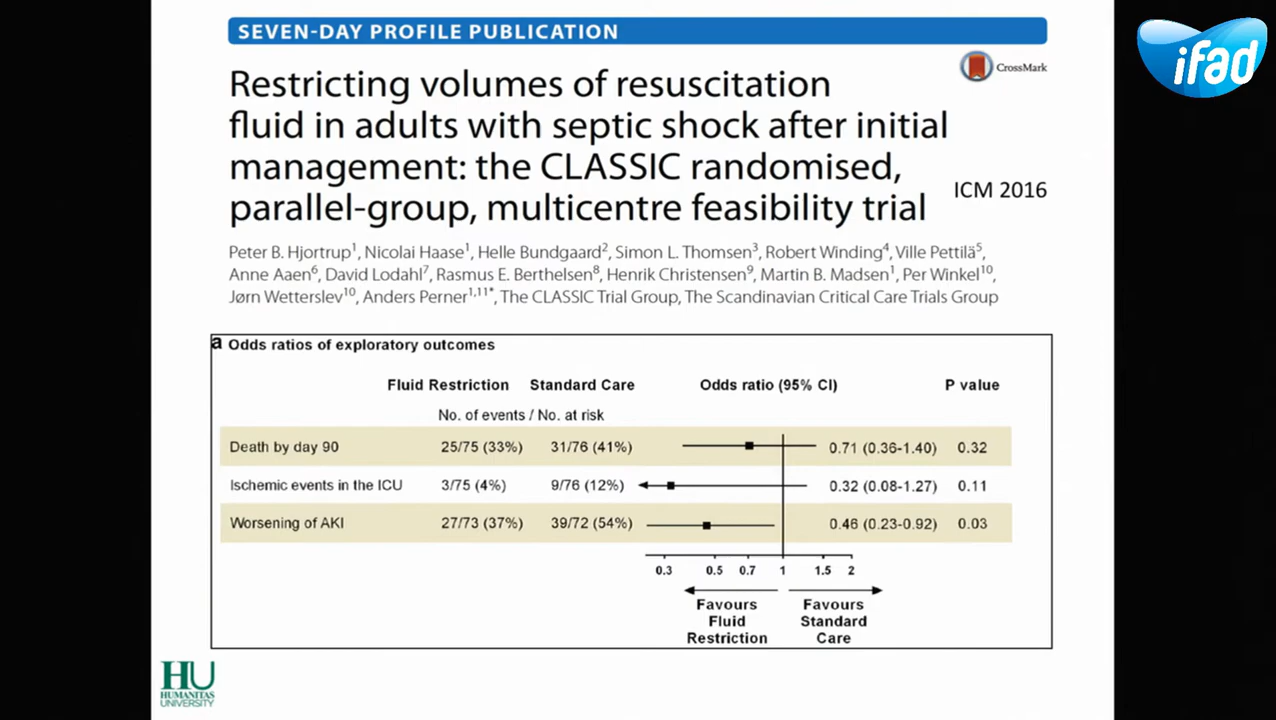 SEVEN-DAY PROFILE PUBLICATION
ifad
CrossMark
Restricting volumes of resuscitation
fluid in adults with septic shock after initial
management: the CLASSIC randomised,
parallel-group, multicentre feasibility trial
ICM 2016
Peter B. Hjortrup1, Nicolai Haase1, Helle Bundgaard2, Simon L. Thomsen3, Robert Winding4, Ville Pettilä5,
Anne Aaen6, David Lodahl7, Rasmus E. Berthelsen8, Henrik Christensen9, Martin B. Madsen1, Per Winkel10,
Jørn Wetterslev10, Anders Perner1,11*, The CLASSIC Trial Group, The Scandinavian Critical Care Trials Group
a Odds ratios of exploratory outcomes
Fluid Restriction Standard Care Odds ratio (95% CI) P value
No. of events / No. at risk
Death by day 90 25/75 (33%) 31/76 (41%) 0.71 (0.36-1.40) 0.32
Ischemic events in the ICU 3/75 (4%) 9/76 (12%) 0.32 (0.08-1.27) 0.11
Worsening of AKI 27/73 (37%) 39/72 (54%) 0.46 (0.23-0.92) 0.03
0.3 0.5 0.7 1 1.5 2
Favours Favours
Fluid Standard
Restriction Care
HU
HUMANITAS
UNIVERSITY